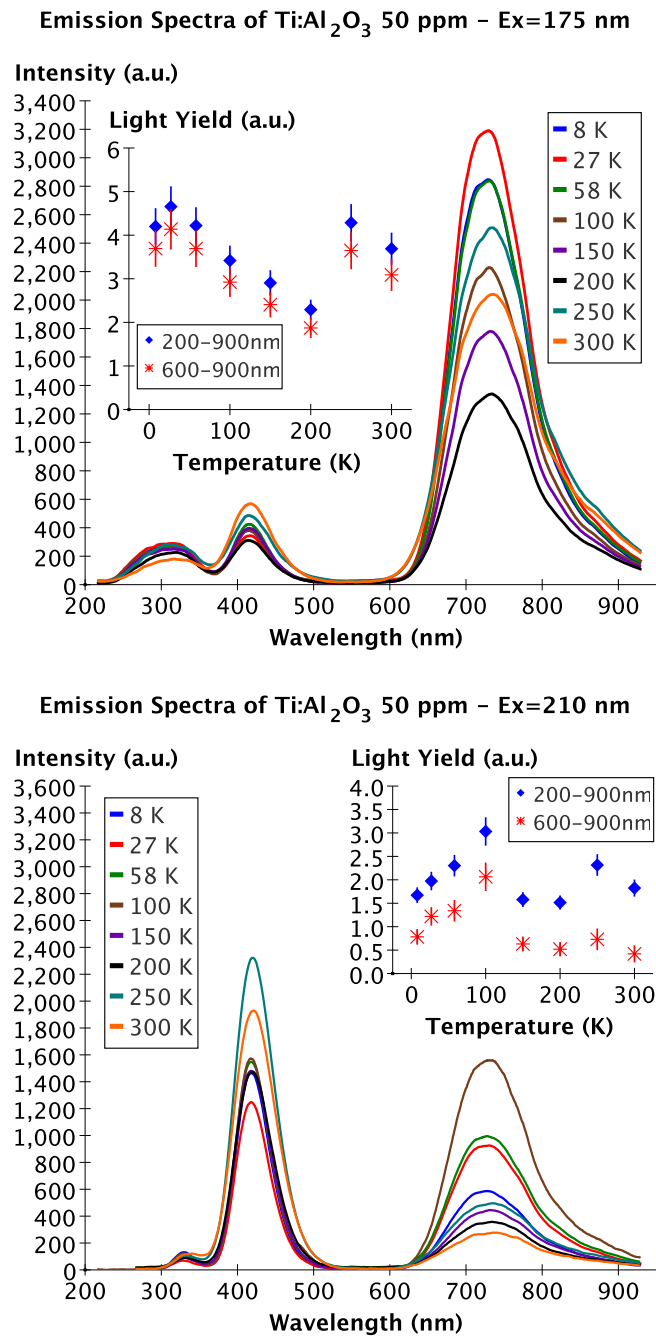 Emission Spectra of Ti:Al₂O₃ 50 ppm – Ex=175 nm
Intensity (a.u.)
3,400
3,200
3,000
2,800
2,600
2,400
2,200
2,000
1,800
1,600
1,400
1,200
1,000
800
600
400
200
0
200 300 400 500 600 700 800 900
Wavelength (nm)
Light Yield (a.u.)
6
5
4
3
2
1
0
0 100 200 300
Temperature (K)
200–900nm
600–900nm
8 K
27 K
58 K
100 K
150 K
200 K
250 K
300 K
Emission Spectra of Ti:Al₂O₃ 50 ppm – Ex=210 nm
Intensity (a.u.)
3,600
3,400
3,200
3,000
2,800
2,600
2,400
2,200
2,000
1,800
1,600
1,400
1,200
1,000
800
600
400
200
0
200 300 400 500 600 700 800 900
Wavelength (nm)
8 K
27 K
58 K
100 K
150 K
200 K
250 K
300 K
Light Yield (a.u.)
4.0
3.5
3.0
2.5
2.0
1.5
1.0
0.5
0.0
0 100 200 300
Temperature (K)
200–900nm
600–900nm